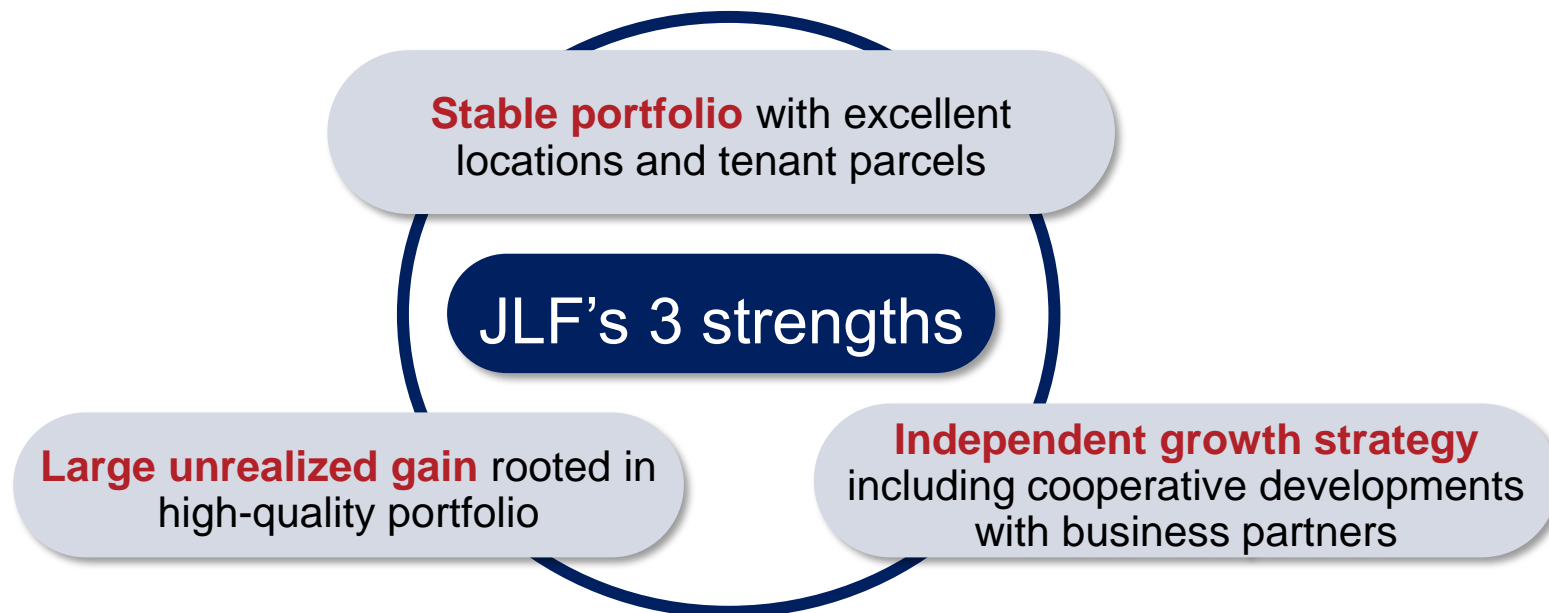 Stable portfolio with excellent
locations and tenant parcels
JLF’s 3 strengths
Large unrealized gain rooted in
high-quality portfolio
Independent growth strategy
including cooperative developments
with business partners